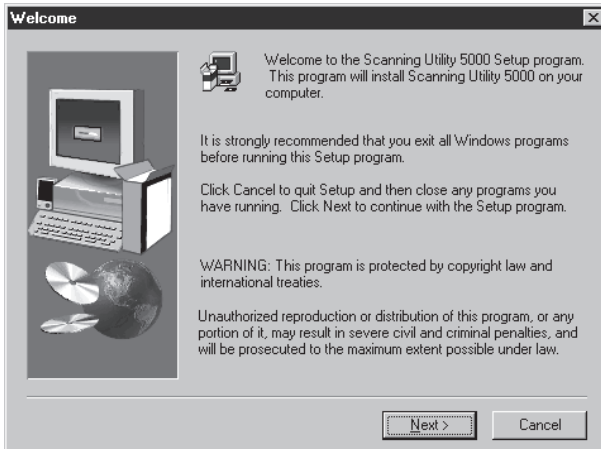 Welcome
Welcome to the Scanning Utility 5000 Setup program.
This program will install Scanning Utility 5000 on your
computer.
It is strongly recommended that you exit all Windows programs
before running this Setup program.
Click Cancel to quit Setup and then close any programs you
have running. Click Next to continue with the Setup program.
WARNING: This program is protected by copyright law and
international treaties.
Unauthorized reproduction or distribution of this program, or any
portion of it, may result in severe civil and criminal penalties, and
will be prosecuted to the maximum extent possible under law.
Next >
Cancel